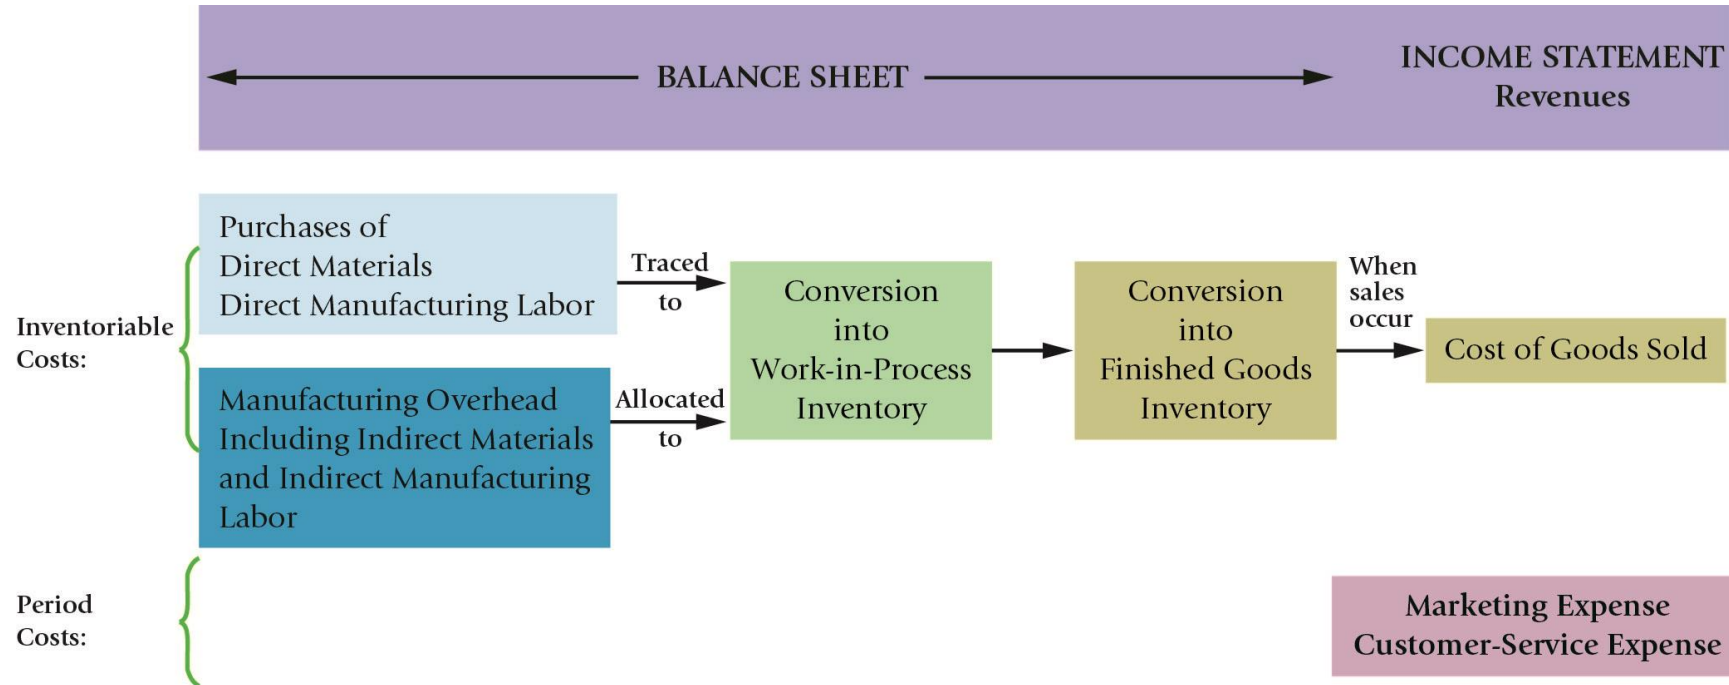 BALANCE SHEET
INCOME STATEMENT
Revenues
Inventoriable
Costs:
Purchases of
Direct Materials
Direct Manufacturing Labor
Traced
to
Manufacturing Overhead
Including Indirect Materials
and Indirect Manufacturing
Labor
Allocated
to
Conversion
into
Work-in-Process
Inventory
Conversion
into
Finished Goods
Inventory
When
sales
occur
Cost of Goods Sold
Period
Costs:
Marketing Expense
Customer-Service Expense